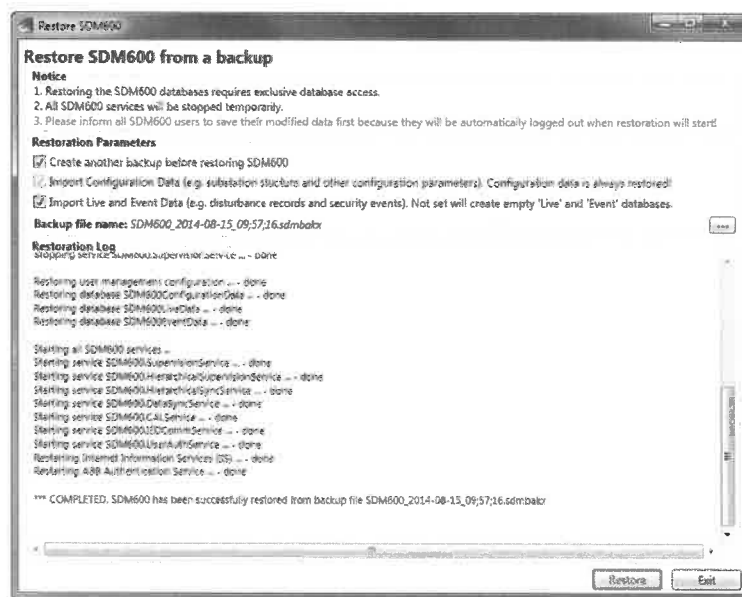 Restore SDM600
Restore SDM600 from a backup
Notice
1. Restoring the SDM600 databases requires exclusive database access.
2. All SDM600 services will be stopped temporarily.
3. Please inform all SDM600 users to save their modified data first because they will be automatically logged out when restoration will start!
Restoration Parameters
Create another backup before restoring SDM600
Import Configuration Data (e.g. substation stucture and other configuration parameters). Configuration data is always restored!
Import Live and Event Data (e.g. disturbance records and security events). Not set will create empty 'Live' and 'Event' databases.
Backup file name: SDM600_2014-08-15_09;57;16.sdmbakx
...
Restoration Log
Stopping service SDM600.SupervisionService ... - done
Restoring user management configuration ... - done
Restoring database SDM600ConfigurationData ... - done
Restoring database SDM600LiveData ... - done
Restoring database SDM600EventData ... - done
Starting all SDM600 services ...
Starting service SDM600.SupervisionService ... - done
Starting service SDM600.HierarchicalSupervisionService ... - done
Starting service SDM600.HierarchicalSyncService ... - done
Starting service SDM600.DataSyncService ... - done
Starting service SDM600.CALService ... - done
Starting service SDM600.IEDCommService ... - done
Starting service SDM600.UserAuthService ... - done
Restarting Internet Information Services (IIS) ... - done
Restarting ABB Authentication Service ... - done
*** COMPLETED. SDM600 has been successfully restored from backup file SDM600_2014-08-15_09;57;16.sdmbakx
Restore
Exit